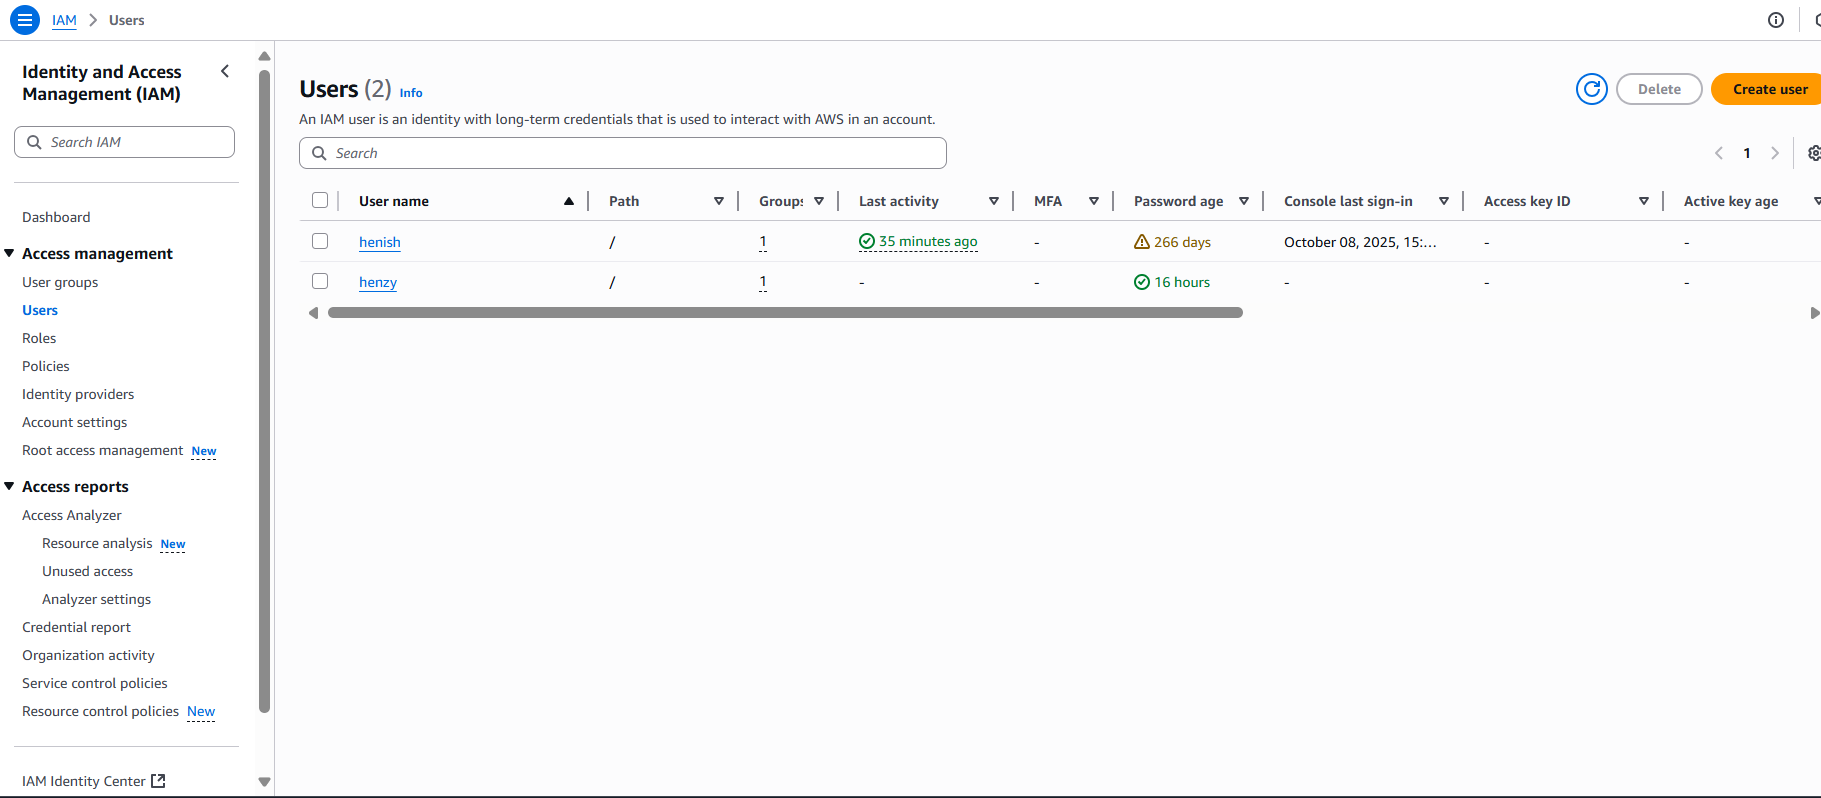 IAM > Users
Identity and Access
Management (IAM)
Search IAM
Dashboard
Access management
User groups
Users
Roles
Policies
Identity providers
Account settings
Root access management New
Access reports
Access Analyzer
Resource analysis New
Unused access
Analyzer settings
Credential report
Organization activity
Service control policies
Resource control policies New
IAM Identity Center
Users (2) Info
Delete
Create user
An IAM user is an identity with long-term credentials that is used to interact with AWS in an account.
Search
1
User name Path Groups Last activity MFA Password age Console last sign-in Access key ID Active key age
henish / 1 35 minutes ago - 266 days October 08, 2025, 15:... - -
henzy / 1 - - 16 hours - - -